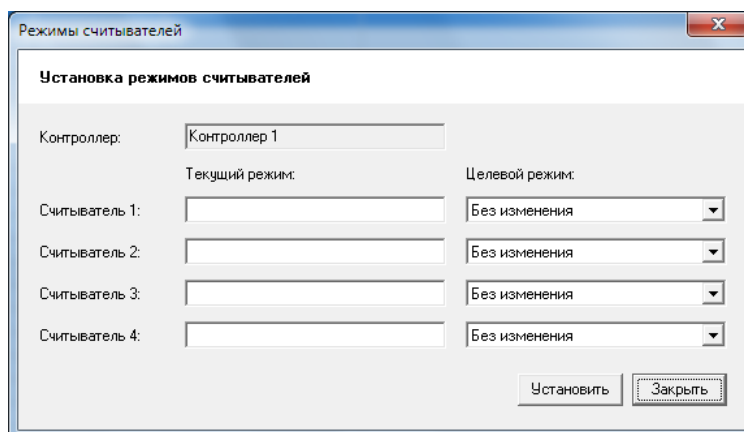 Режимы считывателей
Установка режимов считывателей
Контроллер: Контроллер 1
Текущий режим: Целевой режим:
Считыватель 1: Без изменения
Считыватель 2: Без изменения
Считыватель 3: Без изменения
Считыватель 4: Без изменения
Установить Закрыть